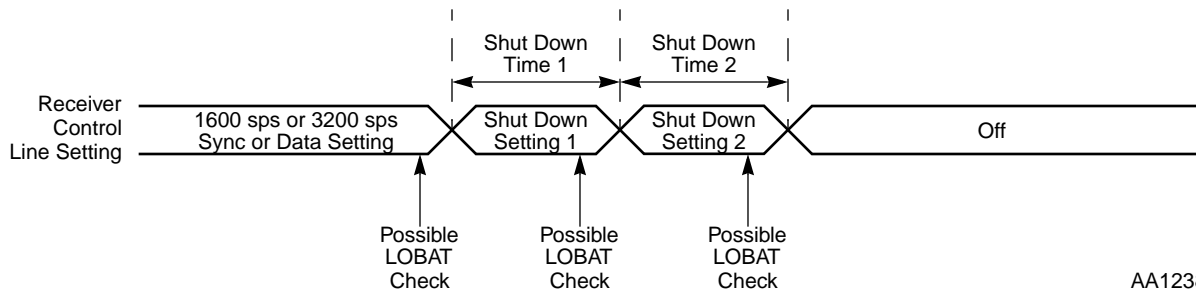 Shut Down
Time 1
Shut Down
Time 2
Receiver
Control
Line Setting
1600 sps or 3200 sps
Sync or Data Setting
Shut Down
Setting 1
Shut Down
Setting 2
Off
Possible
LOBAT
Check
Possible
LOBAT
Check
Possible
LOBAT
Check